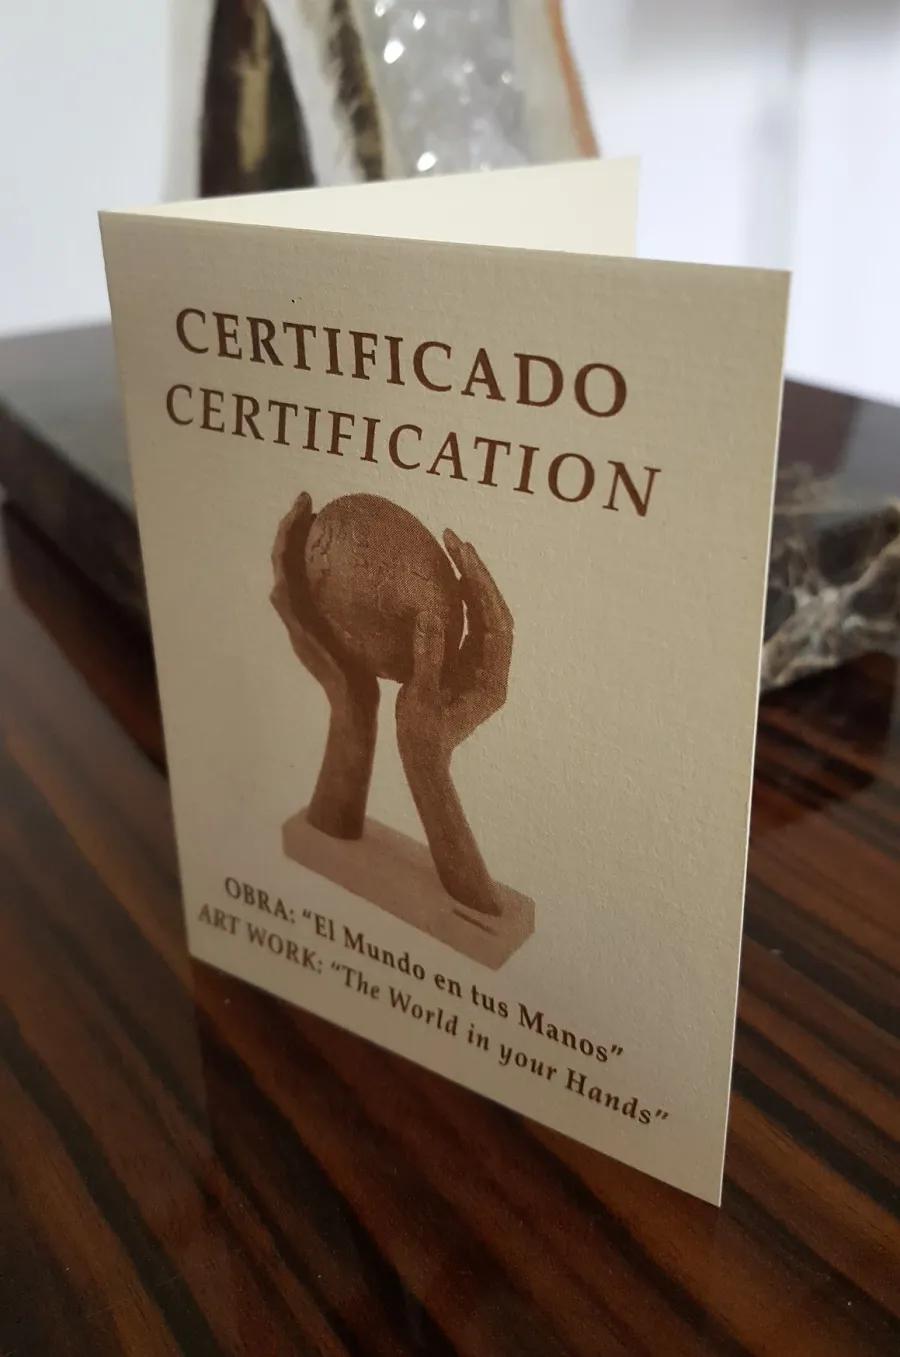 CERTIFICADO
CERTIFICATION
OBRA: “El Mundo en tus Manos”
ART WORK: “The World in your Hands”